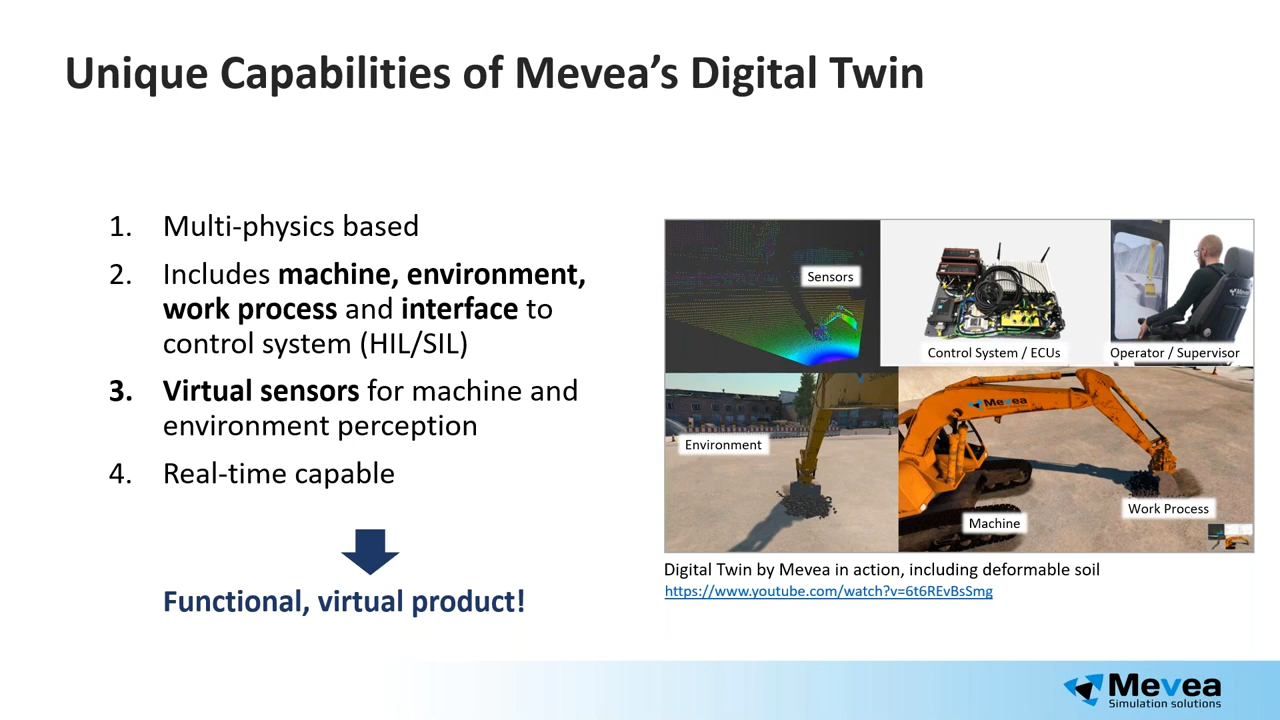 Unique Capabilities of Mevea’s Digital Twin
1. Multi-physics based
2. Includes machine, environment,
work process and interface to
control system (HIL/SIL)
3. Virtual sensors for machine and
environment perception
4. Real-time capable
Functional, virtual product!
Sensors
Control System / ECUs
Operator / Supervisor
Environment
Mevea
Machine
Work Process
Digital Twin by Mevea in action, including deformable soil
https://www.youtube.com/watch?v=6t6REvBsSmg
Mevea
Simulation solutions